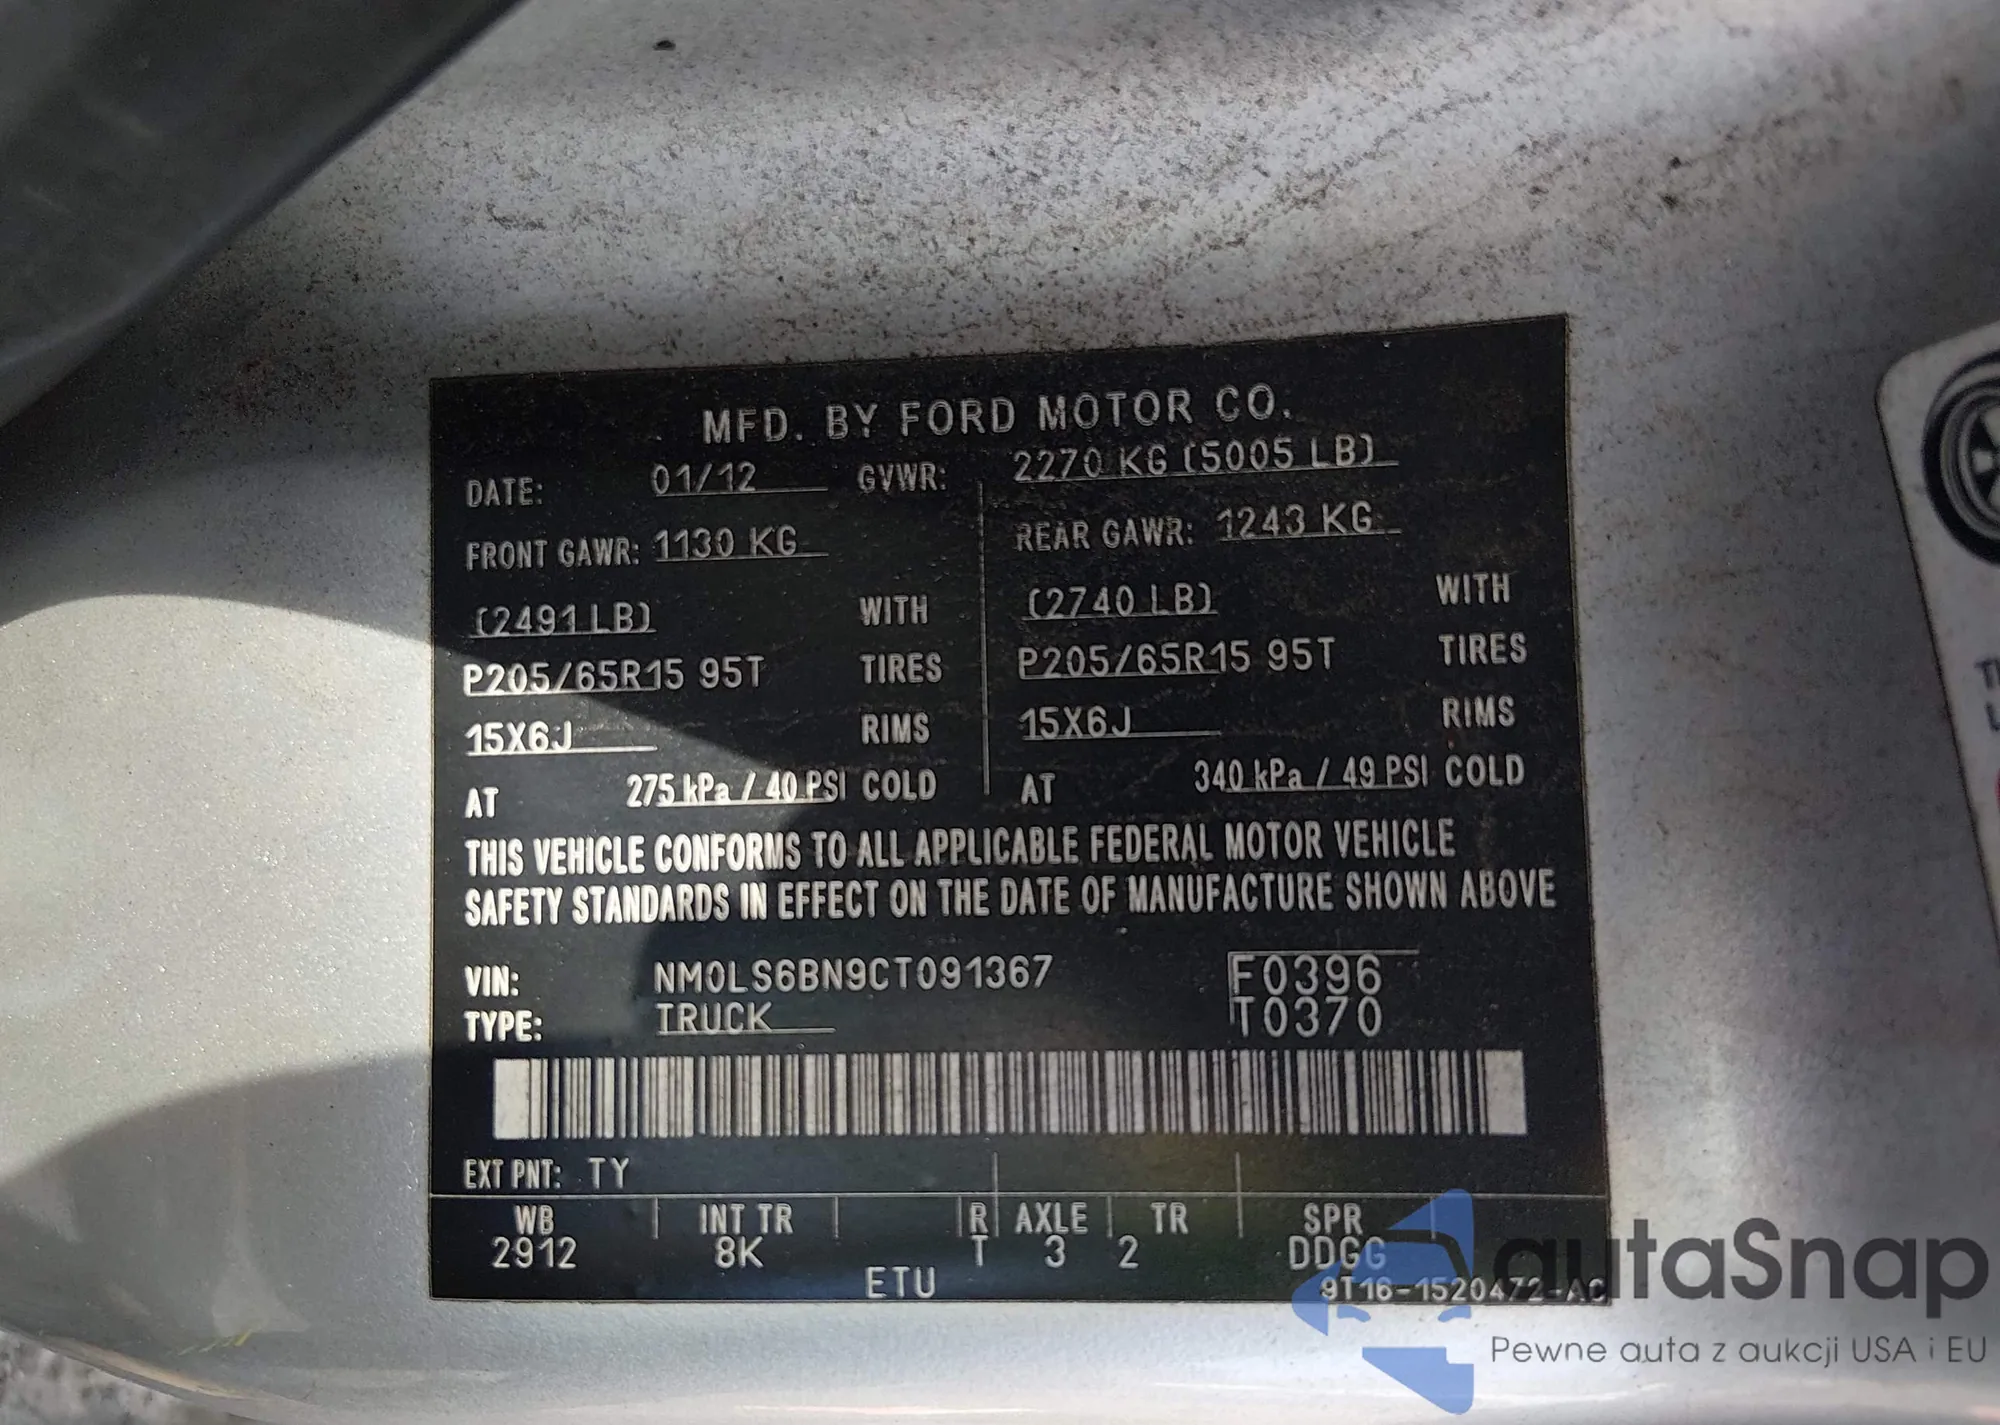 MFD. BY FORD MOTOR CO.
DATE: 01/12 GVWR: 2270 KG (5005 LB)
FRONT GAWR: 1130 KG REAR GAWR: 1243 KG
(2491 LB) WITH (2740 LB) WITH
P205/65R15 95T TIRES P205/65R15 95T TIRES
15X6J RIMS 15X6J RIMS
AT 275 kPa / 40 PSI COLD AT 340 kPa / 49 PSI COLD
THIS VEHICLE CONFORMS TO ALL APPLICABLE FEDERAL MOTOR VEHICLE
SAFETY STANDARDS IN EFFECT ON THE DATE OF MANUFACTURE SHOWN ABOVE
VIN: NM0LS6BN9CT091367 F0396
TYPE: TRUCK T0370
EXT PNT: TY
WB INT TR R AXLE TR SPR
2912 8K T 3 2 DDGG
ETU 9T16-1520472-AC
autaSnap
Pewne auta z aukcji USA i EU